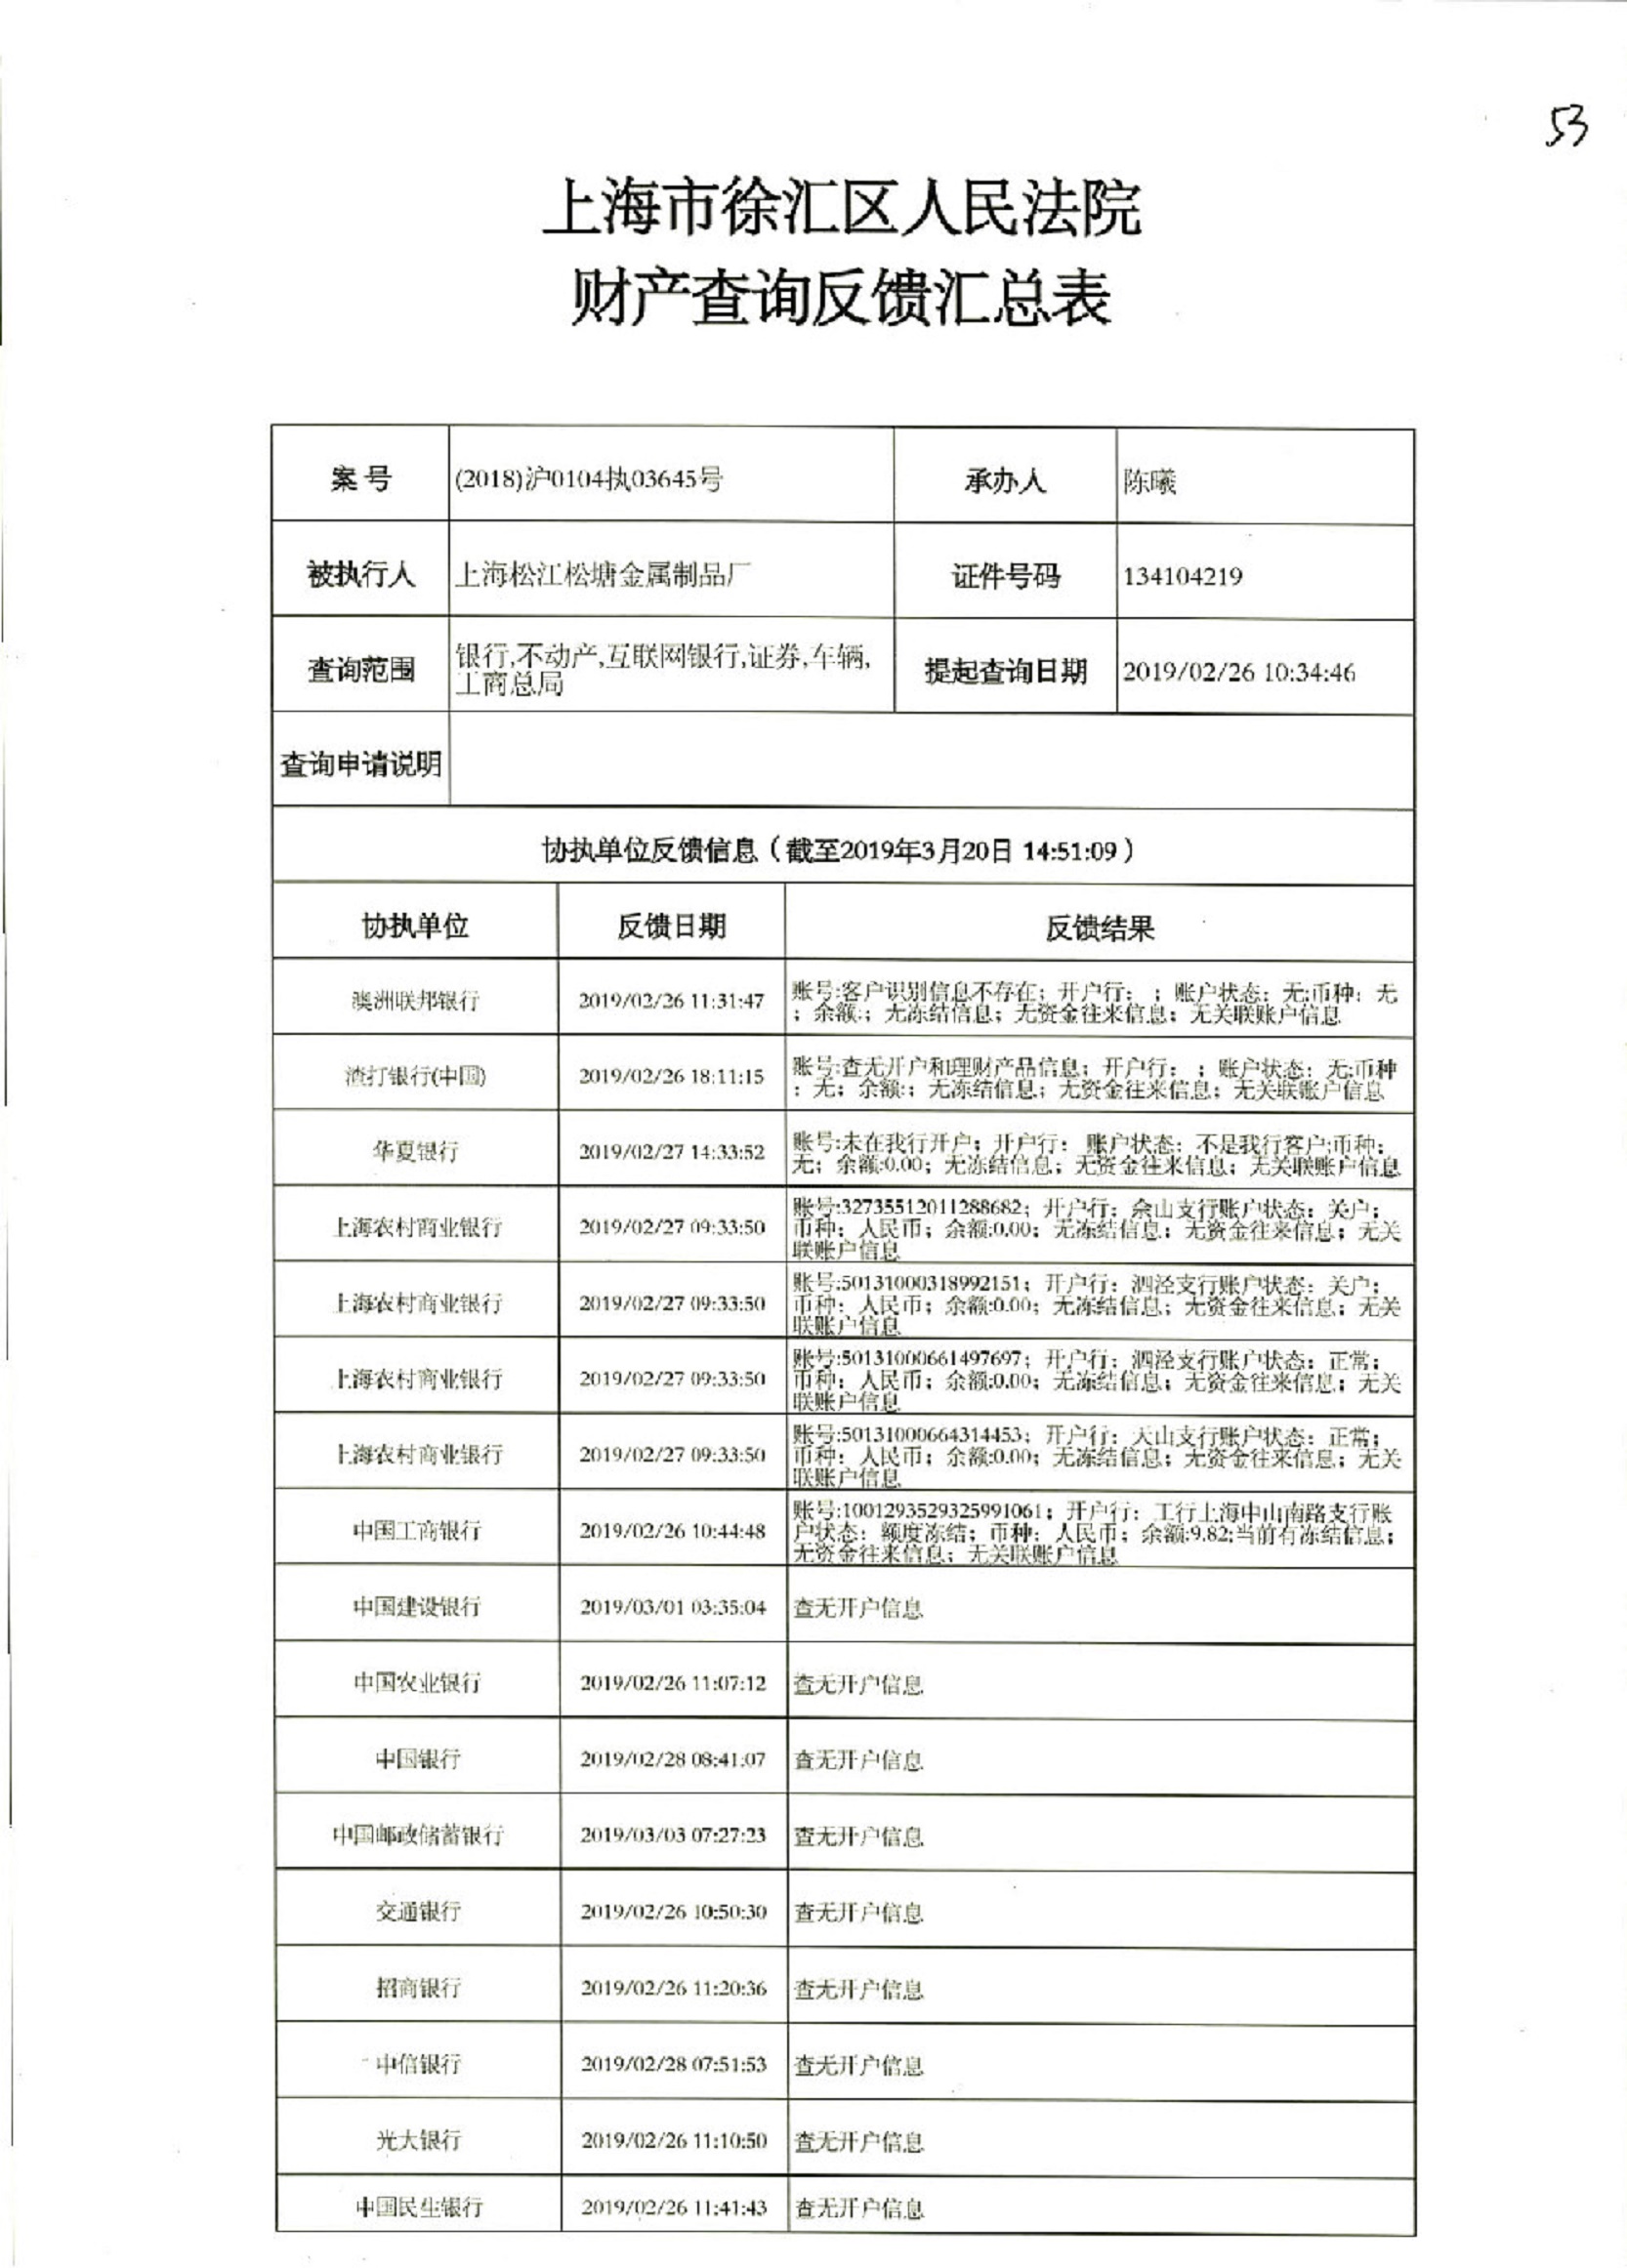 53
上海市徐汇区人民法院
财产查询反馈汇总表
案号 (2018)沪0104执03645号 承办人 陈曦
被执行人 上海松江松塘金属制品厂 证件号码 134104219
查询范围 银行,不动产,互联网银行,证券,车辆,
工商总局 提起查询日期 2019/02/26 10:34:46
查询申请说明
协执单位反馈信息（截至2019年3月20日 14:51:09）
协执单位 反馈日期 反馈结果
澳洲联邦银行 2019/02/26 11:31:47 账号:客户识别信息不存在；开户行：；账户状态：无;币种：无
；余额:；无冻结信息；无资金往来信息；无关联账户信息
渣打银行(中国) 2019/02/26 18:11:15 账号:查无开户和理财产品信息；开户行：；账户状态：无;币种
：无；余额:；无冻结信息；无资金往来信息；无关联账户信息
华夏银行 2019/02/27 14:33:52 账号:未在我行开户；开户行： 账户状态：不是我行客户;币种：
无；余额:0.00；无冻结信息；无资金往来信息；无关联账户信息
上海农村商业银行 2019/02/27 09:33:50 账号:32735512011288682；开户行：佘山支行账户状态：关户；
币种：人民币；余额:0.00；无冻结信息；无资金往来信息；无关
联账户信息
上海农村商业银行 2019/02/27 09:33:50 账号:50131000318992151；开户行：泗泾支行账户状态：关户；
币种：人民币；余额:0.00；无冻结信息；无资金往来信息；无关
联账户信息
上海农村商业银行 2019/02/27 09:33:50 账号:50131000661497697；开户行：泗泾支行账户状态：正常；
币种：人民币；余额:0.00；无冻结信息；无资金往来信息；无关
联账户信息
上海农村商业银行 2019/02/27 09:33:50 账号:50131000664314453；开户行：天山支行账户状态：正常；
币种：人民币；余额:0.00；无冻结信息；无资金往来信息；无关
联账户信息
中国工商银行 2019/02/26 10:44:48 账号:1001293529325991061；开户行：工行上海中山南路支行账
户状态：额度冻结；币种：人民币；余额:9.82;当前有冻结信息；
无资金往来信息；无关联账户信息
中国建设银行 2019/03/01 03:35:04 查无开户信息
中国农业银行 2019/02/26 11:07:12 查无开户信息
中国银行 2019/02/28 08:41:07 查无开户信息
中国邮政储蓄银行 2019/03/03 07:27:23 查无开户信息
交通银行 2019/02/26 10:50:30 查无开户信息
招商银行 2019/02/26 11:20:36 查无开户信息
中信银行 2019/02/28 07:51:53 查无开户信息
光大银行 2019/02/26 11:10:50 查无开户信息
中国民生银行 2019/02/26 11:41:43 查无开户信息